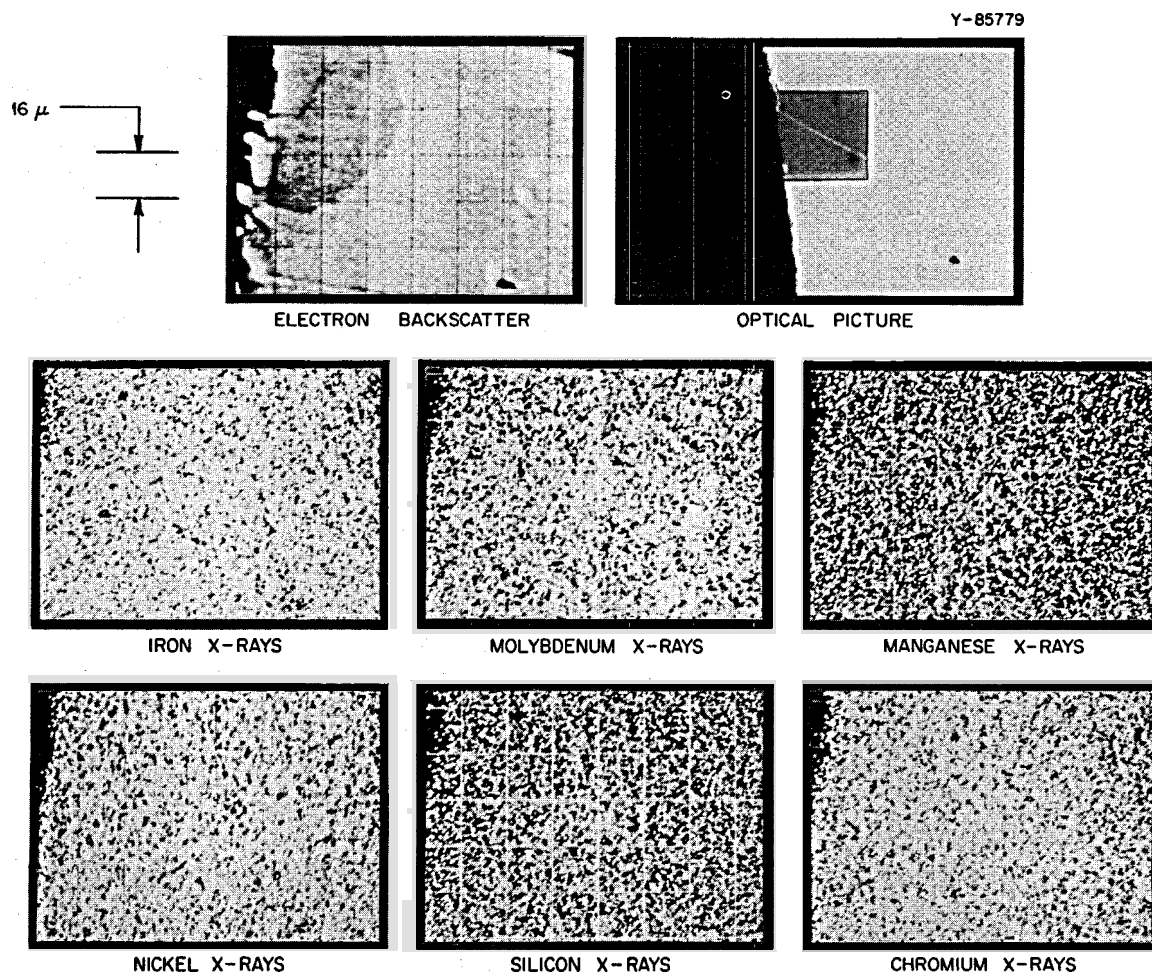 Y-85779
16 μ
ELECTRON BACKSCATTER
OPTICAL PICTURE
IRON X-RAYS
MOLYBDENUM X-RAYS
MANGANESE X-RAYS
NICKEL X-RAYS
SILICON X-RAYS
CHROMIUM X-RAYS